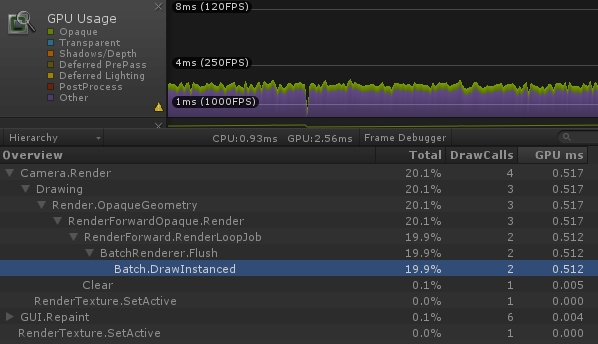 GPU Usage
Opaque
Transparent
Shadows/Depth
Deferred PrePass
Deferred Lighting
PostProcess
Other
8ms (120FPS)
4ms (250FPS)
1ms (1000FPS)
Hierarchy CPU:0.93ms GPU:2.56ms Frame Debugger
Overview Total DrawCalls GPU ms
Camera.Render 20.1% 4 0.517
Drawing 20.1% 3 0.517
Render.OpaqueGeometry 20.1% 3 0.517
RenderForwardOpaque.Render 20.1% 3 0.517
RenderForward.RenderLoopJob 19.9% 2 0.512
BatchRenderer.Flush 19.9% 2 0.512
Batch.DrawInstanced 19.9% 2 0.512
Clear 0.1% 1 0.005
RenderTexture.SetActive 0.0% 1 0.000
GUI.Repaint 0.1% 6 0.004
RenderTexture.SetActive 0.0% 1 0.000